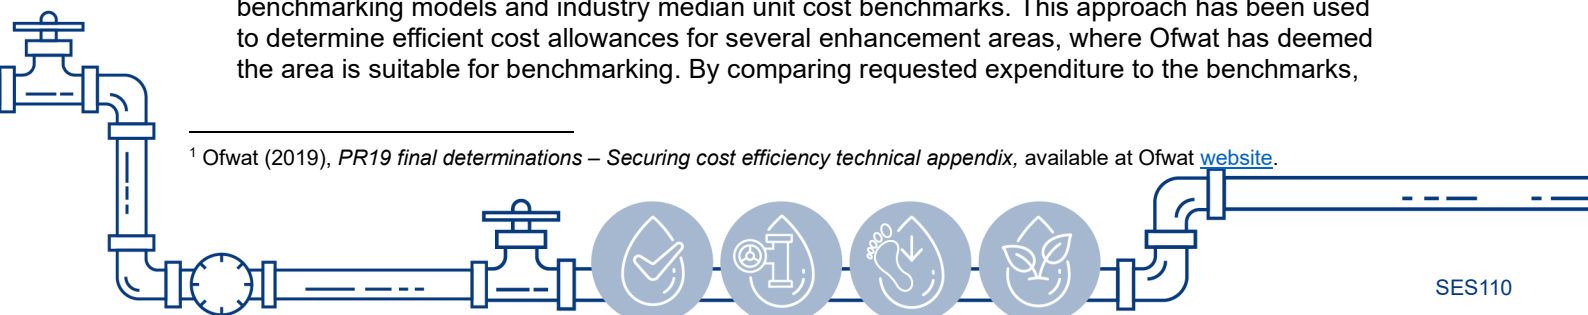 benchmarking models and industry median unit cost benchmarks. This approach has been used
to determine efficient cost allowances for several enhancement areas, where Ofwat has deemed
the area is suitable for benchmarking. By comparing requested expenditure to the benchmarks,
1 Ofwat (2019), PR19 final determinations – Securing cost efficiency technical appendix, available at Ofwat website.
SES110